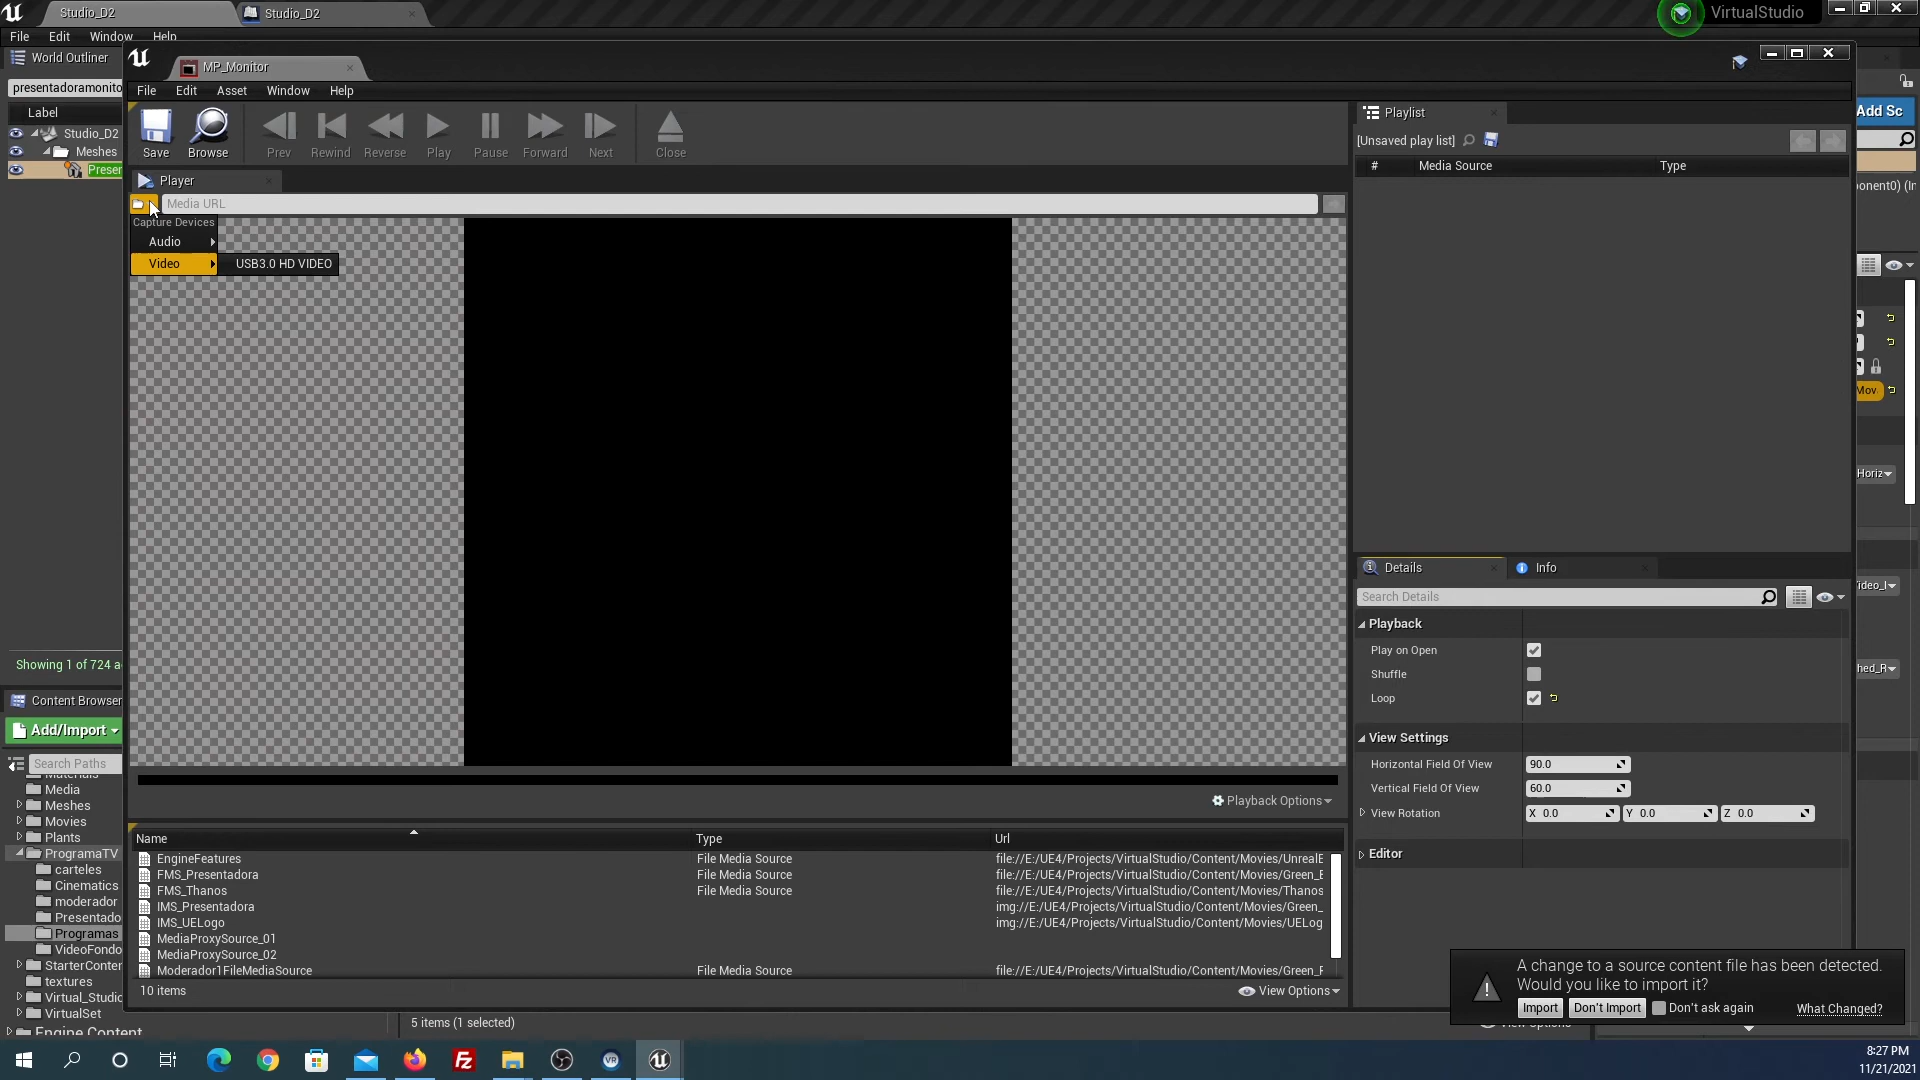 Studio_D2
Studio_D2
VirtualStudio
File Edit Window Help
World Outliner
MP_Monitor
presentadoramonito
File Edit Asset Window Help
Label
Studio_D2
Meshes
Presen
Save Browse Prev Rewind Reverse Play Pause Forward Next Close
Playlist
[Unsaved play list]
# Media Source Type
Add Sc
ponent0) (In
Player
Media URL
Capture Devices
Audio
Video
USB3.0 HD VIDEO
Mov
Horiz
Details
Info
Search Details
Playback
Play on Open
Shuffle
Loop
View Settings
Horizontal Field Of View 90.0
Vertical Field Of View 60.0
View Rotation X 0.0 Y 0.0 Z 0.0
Editor
hed_R
Showing 1 of 724 a
Content Browser
Add/Import
Search Paths
Materials
Media
Meshes
Movies
Plants
ProgramaTV
carteles
Cinematics
moderador
Presentado
Programas
VideoFondo
StarterConter
textures
Virtual_Studio
VirtualSet
Engine Content
Playback Options
Name Type Url
EngineFeatures File Media Source file://E:/UE4/Projects/VirtualStudio/Content/Movies/UnrealE
FMS_Presentadora File Media Source file://E:/UE4/Projects/VirtualStudio/Content/Movies/Green_E
FMS_Thanos File Media Source file://E:/UE4/Projects/VirtualStudio/Content/Movies/Thanos
IMS_Presentadora img://E:/UE4/Projects/VirtualStudio/Content/Movies/Green_
IMS_UELogo img://E:/UE4/Projects/VirtualStudio/Content/Movies/UELog
MediaProxySource_01
MediaProxySource_02
Moderador1FileMediaSource File Media Source file://E:/UE4/Projects/VirtualStudio/Content/Movies/Green_F
10 items
View Options
5 items (1 selected)
View Options
A change to a source content file has been detected.
Would you like to import it?
Import Don't Import Don't ask again What Changed?
8:27 PM
11/21/2021